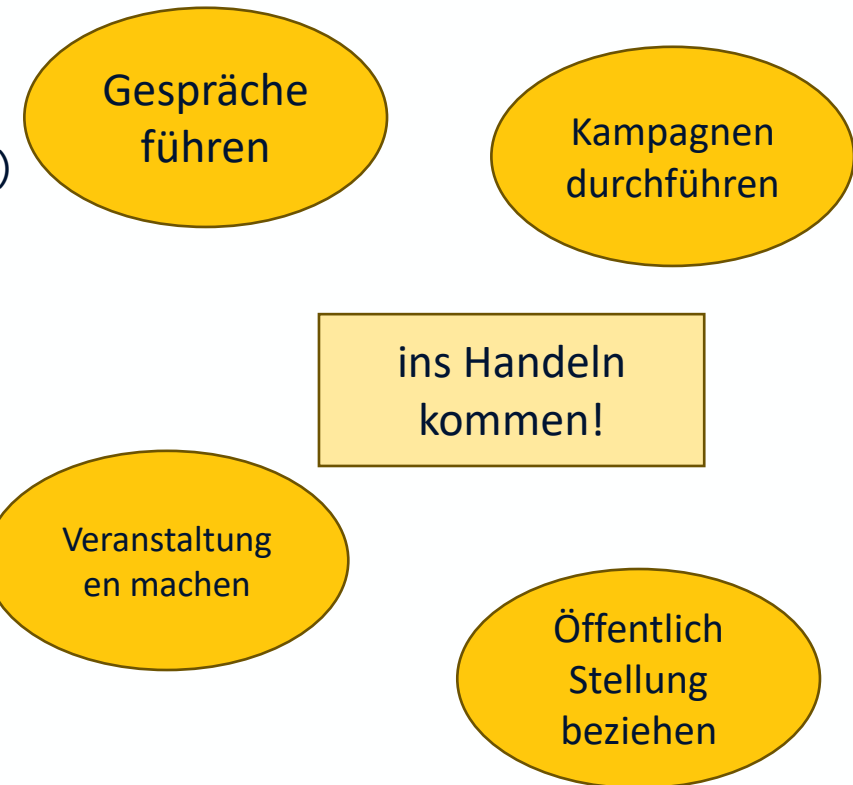 Gespräche
führen
)
Kampagnen
durchführen
ins Handeln
kommen!
Veranstaltung
en machen
Öffentlich
Stellung
beziehen